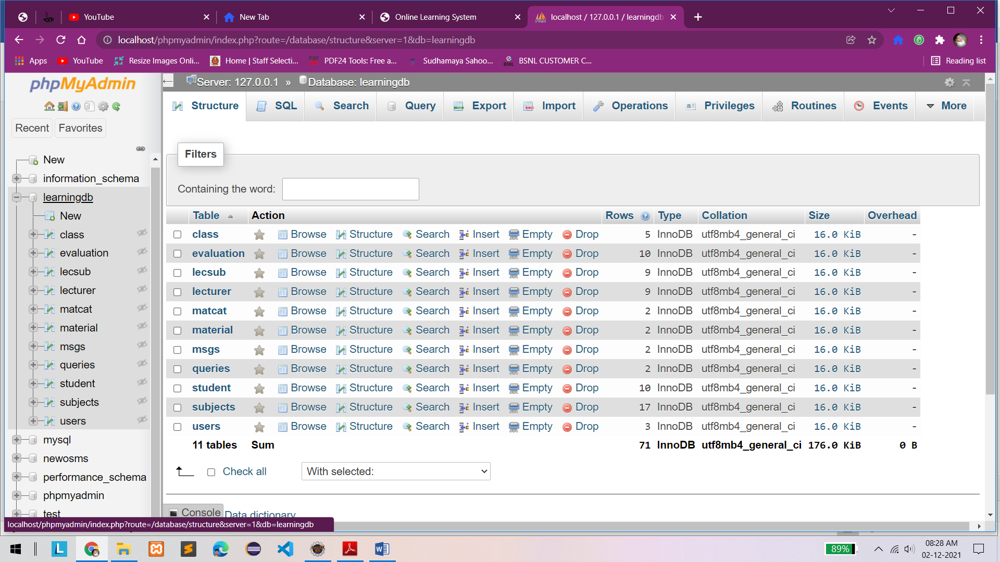 YouTube
New Tab
Online Learning System
localhost / 127.0.0.1 / learningdb
localhost/phpmyadmin/index.php?route=/database/structure&server=1&db=learningdb
Apps
YouTube
Resize Images Onli...
Home | Staff Selecti...
PDF24 Tools: Free a...
Sudhamaya Sahoo...
BSNL CUSTOMER C...
Reading list
phpMyAdmin
Recent
Favorites
New
information_schema
learningdb
New
class
evaluation
lecsub
lecturer
matcat
material
msgs
queries
student
subjects
users
mysql
newosms
performance_schema
phpmyadmin
test
Server: 127.0.0.1 » Database: learningdb
Structure SQL Search Query Export Import Operations Privileges Routines Events More
Filters
Containing the word:
Table Action Rows Type Collation Size Overhead
class Browse Structure Search Insert Empty Drop 5 InnoDB utf8mb4_general_ci 16.0 KiB -
evaluation Browse Structure Search Insert Empty Drop 10 InnoDB utf8mb4_general_ci 16.0 KiB -
lecsub Browse Structure Search Insert Empty Drop 9 InnoDB utf8mb4_general_ci 16.0 KiB -
lecturer Browse Structure Search Insert Empty Drop 9 InnoDB utf8mb4_general_ci 16.0 KiB -
matcat Browse Structure Search Insert Empty Drop 2 InnoDB utf8mb4_general_ci 16.0 KiB -
material Browse Structure Search Insert Empty Drop 2 InnoDB utf8mb4_general_ci 16.0 KiB -
msgs Browse Structure Search Insert Empty Drop 2 InnoDB utf8mb4_general_ci 16.0 KiB -
queries Browse Structure Search Insert Empty Drop 2 InnoDB utf8mb4_general_ci 16.0 KiB -
student Browse Structure Search Insert Empty Drop 10 InnoDB utf8mb4_general_ci 16.0 KiB -
subjects Browse Structure Search Insert Empty Drop 17 InnoDB utf8mb4_general_ci 16.0 KiB -
users Browse Structure Search Insert Empty Drop 3 InnoDB utf8mb4_general_ci 16.0 KiB -
11 tables Sum 71 InnoDB utf8mb4_general_ci 176.0 KiB 0 B
Check all
With selected:
Console
Data dictionary
localhost/phpmyadmin/index.php?route=/database/structure&server=1&db=learningdb
89%
08:28 AM
02-12-2021